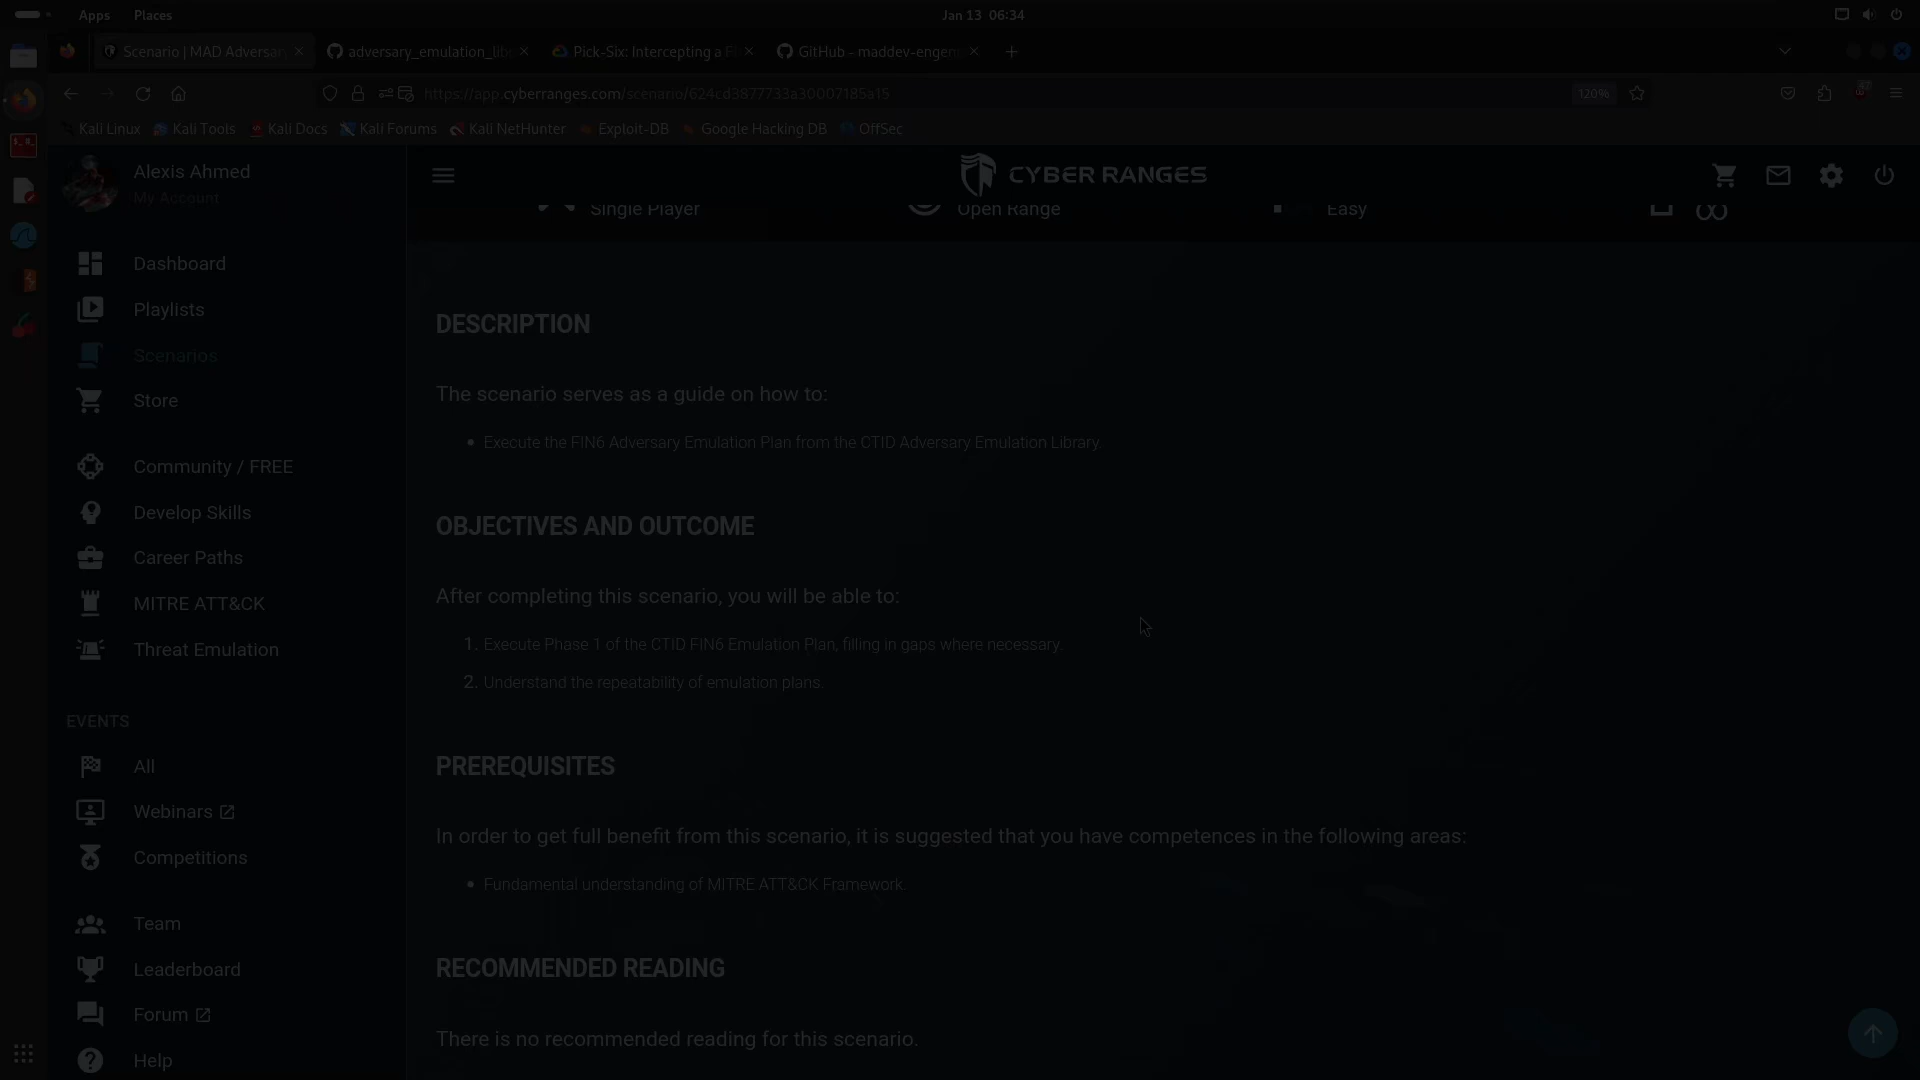 Apps Places Jan 13 06:34
Scenario | MAD Adversar
adversary_emulation_lib
Pick-Six: Intercepting a F
GitHub - maddev-engen
https://app.cyberranges.com/scenario/624cd3877733a30007185a15
120%
Kali Linux Kali Tools Kali Docs Kali Forums Kali NetHunter Exploit-DB Google Hacking DB OffSec
Alexis Ahmed
My Account
CYBER RANGES
Single Player Open Range Easy
Dashboard
Playlists
Scenarios
Store
Community / FREE
Develop Skills
Career Paths
MITRE ATT&CK
Threat Emulation
EVENTS
All
Webinars
Competitions
Team
Leaderboard
Forum
Help
DESCRIPTION
The scenario serves as a guide on how to:
• Execute the FIN6 Adversary Emulation Plan from the CTID Adversary Emulation Library.
OBJECTIVES AND OUTCOME
After completing this scenario, you will be able to:
1. Execute Phase 1 of the CTID FIN6 Emulation Plan, filling in gaps where necessary.
2. Understand the repeatability of emulation plans.
PREREQUISITES
In order to get full benefit from this scenario, it is suggested that you have competences in the following areas:
• Fundamental understanding of MITRE ATT&CK Framework.
RECOMMENDED READING
There is no recommended reading for this scenario.